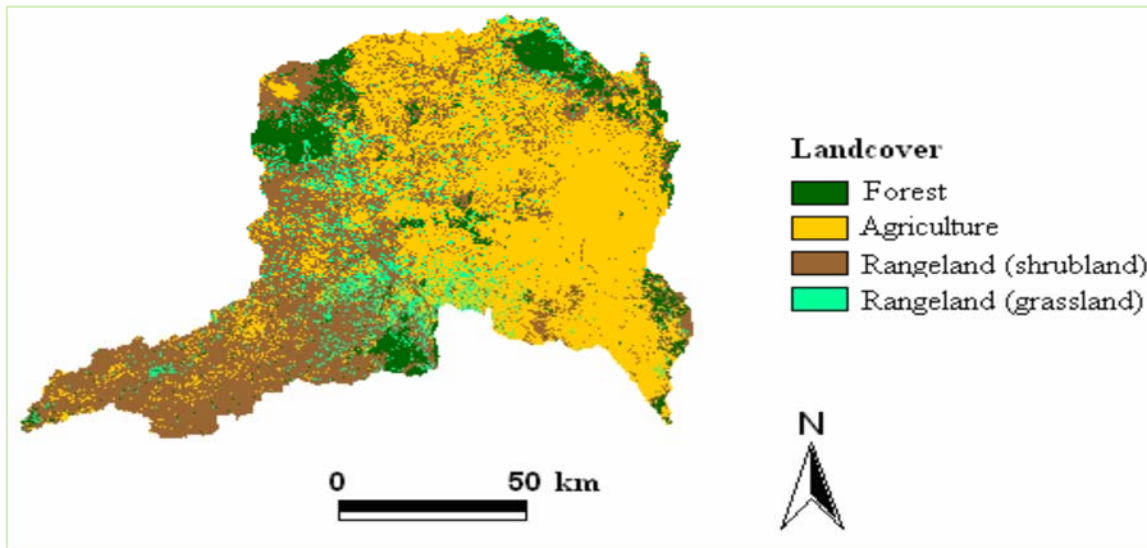 Landcover
Forest
Agriculture
Rangeland (shrubland)
Rangeland (grassland)
N
0 50 km